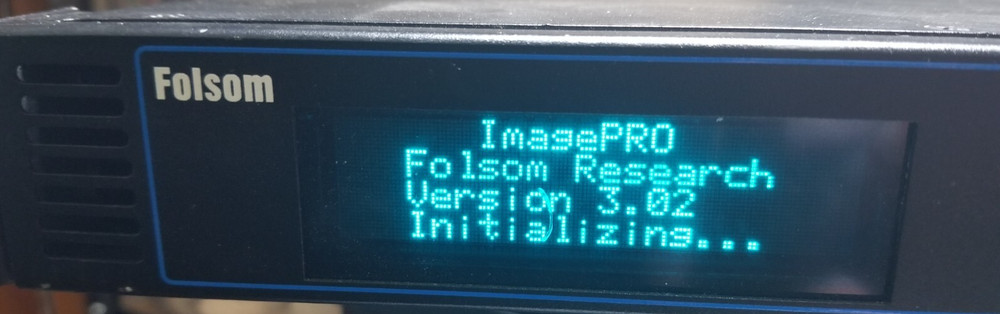 Folsom
ImagePRO
Folsom Research
Version 3.02
Initializing...